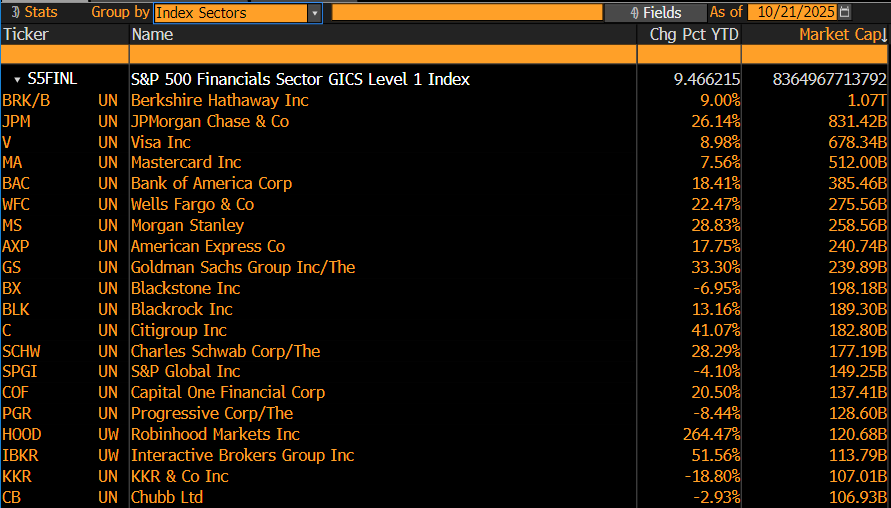 3) Stats Group by Index Sectors 4) Fields As of 10/21/2025
Ticker Name Chg Pct YTD Market Cap↓
S5FINL S&P 500 Financials Sector GICS Level 1 Index 9.466215 8364967713792
BRK/B UN Berkshire Hathaway Inc 9.00% 1.07T
JPM UN JPMorgan Chase & Co 26.14% 831.42B
V UN Visa Inc 8.98% 678.34B
MA UN Mastercard Inc 7.56% 512.00B
BAC UN Bank of America Corp 18.41% 385.46B
WFC UN Wells Fargo & Co 22.47% 275.56B
MS UN Morgan Stanley 28.83% 258.56B
AXP UN American Express Co 17.75% 240.74B
GS UN Goldman Sachs Group Inc/The 33.30% 239.89B
BX UN Blackstone Inc -6.95% 198.18B
BLK UN Blackrock Inc 13.16% 189.30B
C UN Citigroup Inc 41.07% 182.80B
SCHW UN Charles Schwab Corp/The 28.29% 177.19B
SPGI UN S&P Global Inc -4.10% 149.25B
COF UN Capital One Financial Corp 20.50% 137.41B
PGR UN Progressive Corp/The -8.44% 128.60B
HOOD UW Robinhood Markets Inc 264.47% 120.68B
IBKR UW Interactive Brokers Group Inc 51.56% 113.79B
KKR UN KKR & Co Inc -18.80% 107.01B
CB UN Chubb Ltd -2.93% 106.93B